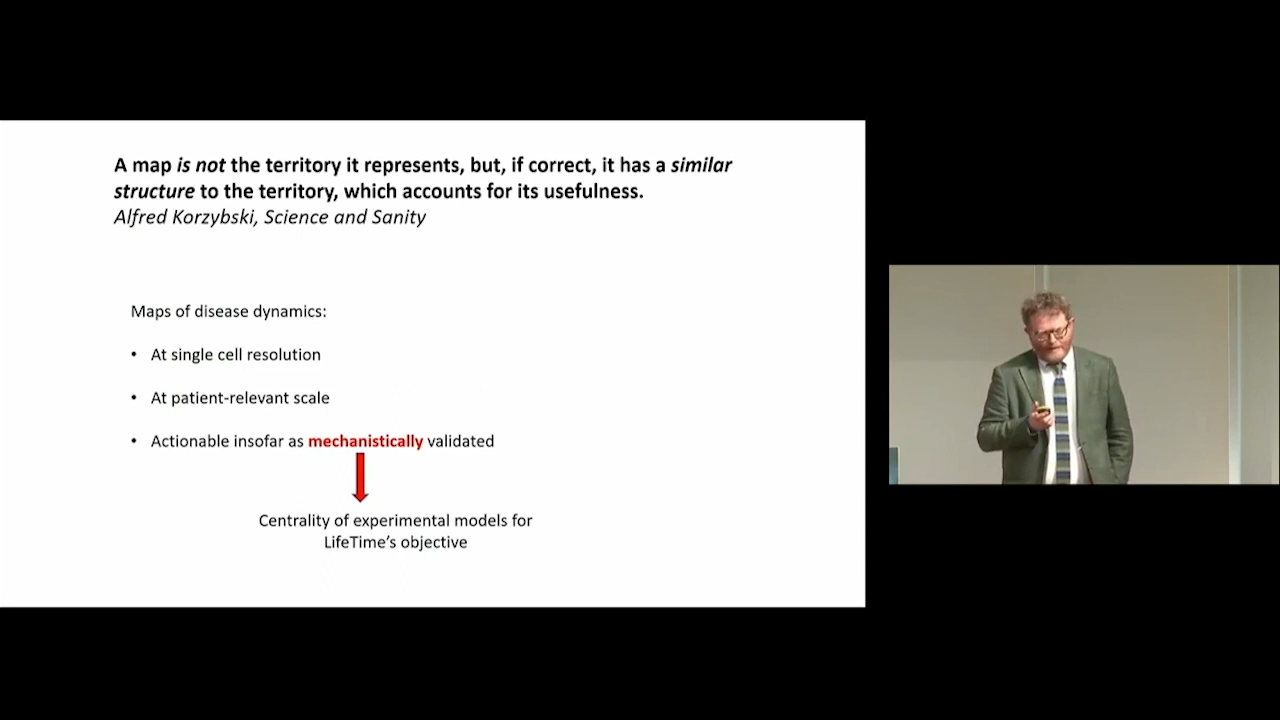 A map is not the territory it represents, but, if correct, it has a similar
structure to the territory, which accounts for its usefulness.
Alfred Korzybski, Science and Sanity
Maps of disease dynamics:
• At single cell resolution
• At patient-relevant scale
• Actionable insofar as mechanistically validated
Centrality of experimental models for
LifeTime's objective